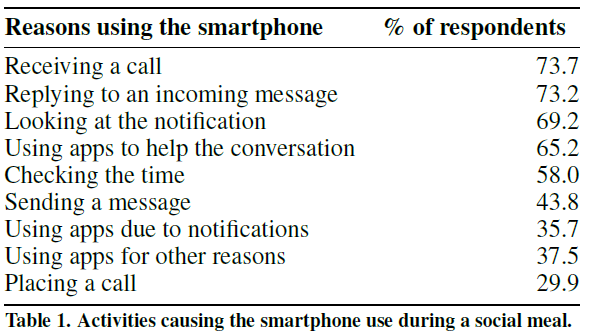 Reasons using the smartphone % of respondents
Receiving a call 73.7
Replying to an incoming message 73.2
Looking at the notification 69.2
Using apps to help the conversation 65.2
Checking the time 58.0
Sending a message 43.8
Using apps due to notifications 35.7
Using apps for other reasons 37.5
Placing a call 29.9
Table 1. Activities causing the smartphone use during a social meal.